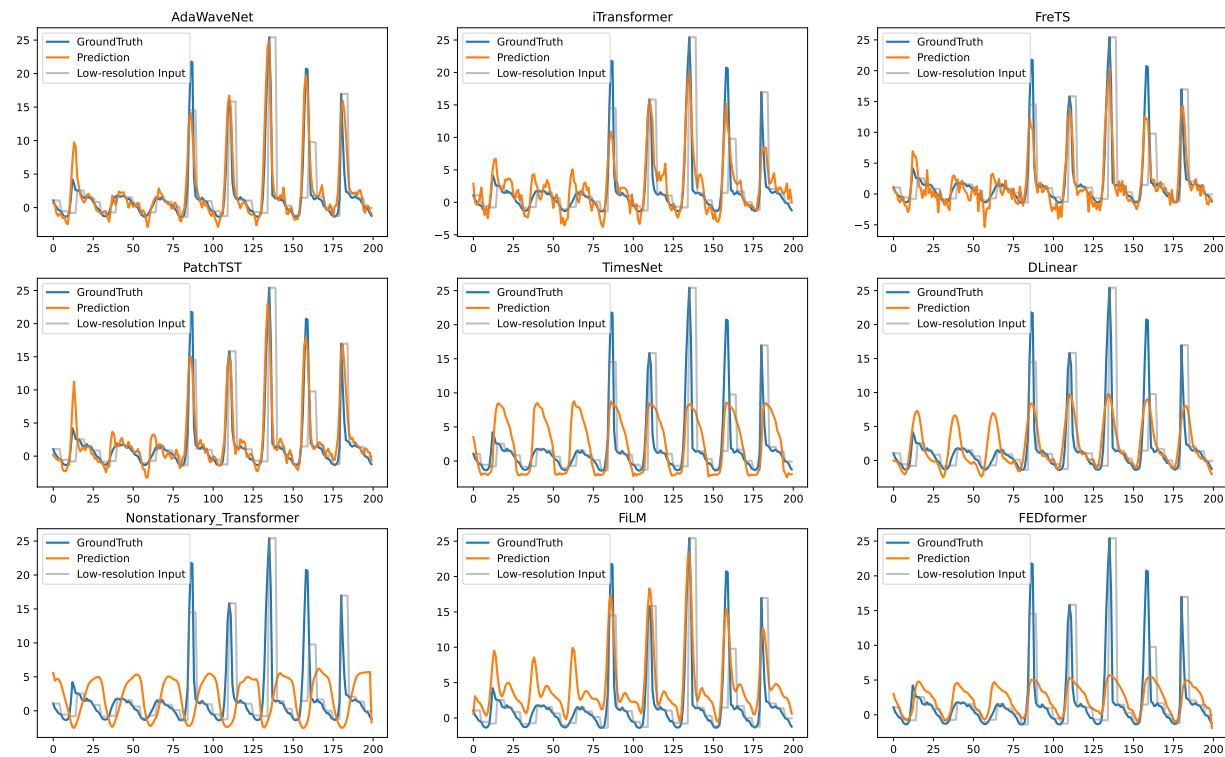 AdaWaveNet
GroundTruth
Prediction
Low-resolution Input
25
20
15
10
5
0
0 25 50 75 100 125 150 175 200
iTransformer
GroundTruth
Prediction
Low-resolution Input
25
20
15
10
5
0
−5
0 25 50 75 100 125 150 175 200
FreTS
GroundTruth
Prediction
Low-resolution Input
25
20
15
10
5
0
−5
0 25 50 75 100 125 150 175 200
PatchTST
GroundTruth
Prediction
Low-resolution Input
25
20
15
10
5
0
0 25 50 75 100 125 150 175 200
TimesNet
GroundTruth
Prediction
Low-resolution Input
25
20
15
10
5
0
0 25 50 75 100 125 150 175 200
DLinear
GroundTruth
Prediction
Low-resolution Input
25
20
15
10
5
0
0 25 50 75 100 125 150 175 200
Nonstationary_Transformer
GroundTruth
Prediction
Low-resolution Input
25
20
15
10
5
0
0 25 50 75 100 125 150 175 200
FiLM
GroundTruth
Prediction
Low-resolution Input
25
20
15
10
5
0
0 25 50 75 100 125 150 175 200
FEDformer
GroundTruth
Prediction
Low-resolution Input
25
20
15
10
5
0
0 25 50 75 100 125 150 175 200